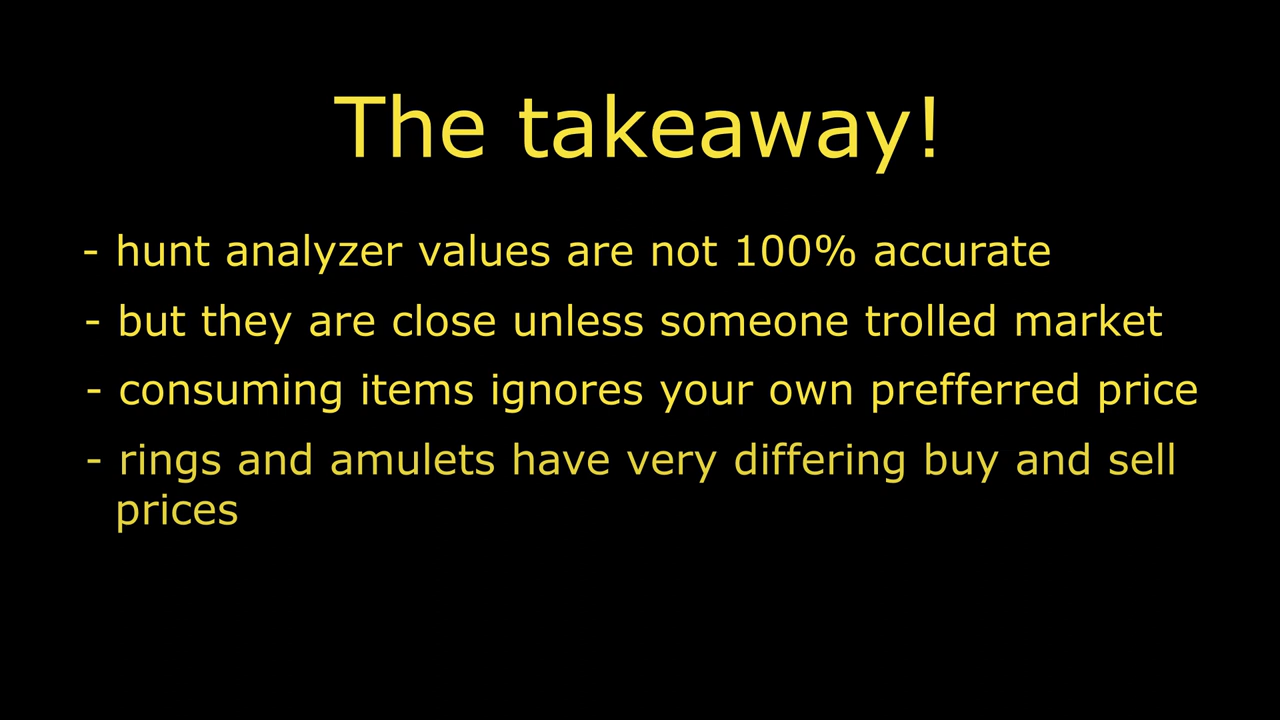 The takeaway!
- hunt analyzer values are not 100% accurate
- but they are close unless someone trolled market
- consuming items ignores your own prefferred price
- rings and amulets have very differing buy and sell
prices